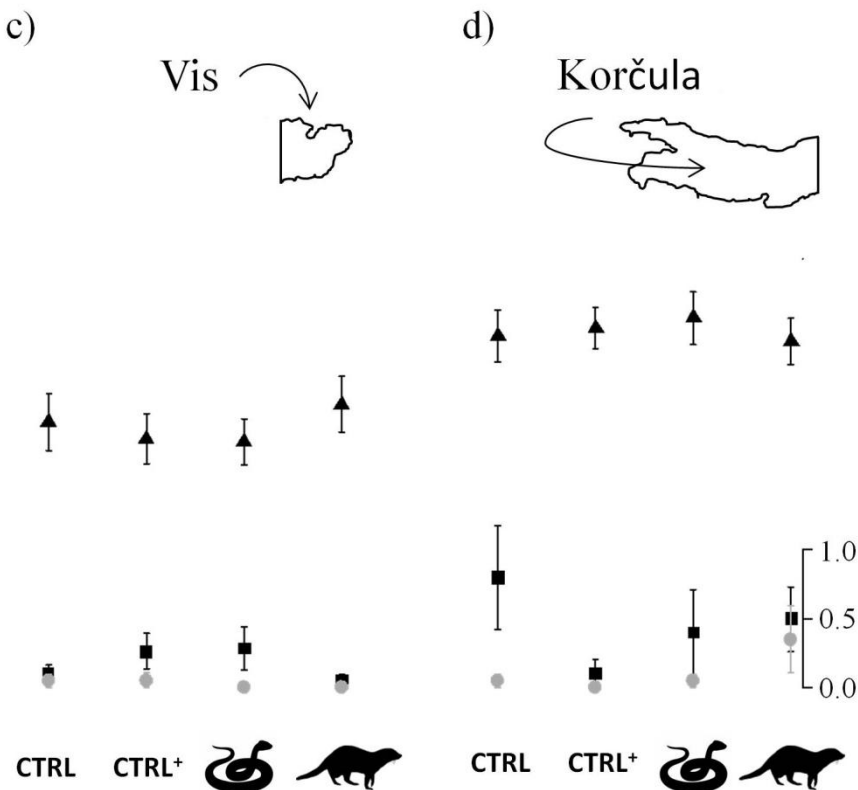 c)
Vis
d)
Korčula
1.0
0.5
0.0
CTRL CTRL⁺
CTRL CTRL⁺